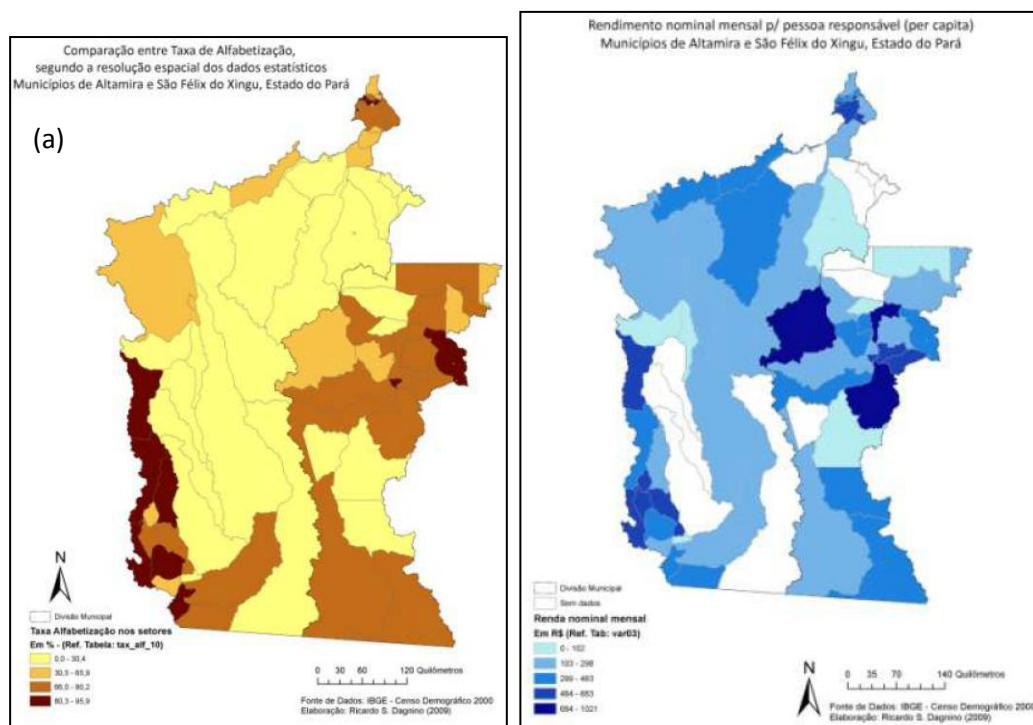 Comparação entre Taxa de Alfabetização,
segundo a resolução espacial dos dados estatísticos
Municípios de Altamira e São Félix do Xingu, Estado do Pará
(a)
N
Divisão Municipal
Taxa Alfabetização nos setores
Em % - (Ref. Tabela: tax_alf_10)
0,0 - 30,4
30,5 - 65,9
66,0 - 80,2
80,3 - 95,9
0 30 60 120 Quilômetros
Fonte de Dados: IBGE - Censo Demográfico 2000
Elaboração: Ricardo S. Dagnino (2009)
Rendimento nominal mensal p/ pessoa responsável (per capita)
Municípios de Altamira e São Félix do Xingu, Estado do Pará
Divisão Municipal
Sem dados
Renda nominal mensal
Em R$ (Ref. Tab: var03)
0 - 102
103 - 298
299 - 483
484 - 683
684 - 1021
N
0 35 70 140 Quilômetros
Fonte de Dados: IBGE - Censo Demográfico 2000
Elaboração: Ricardo S. Dagnino (2009)